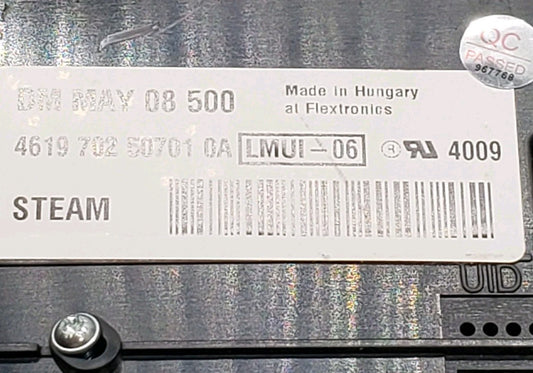 QC
PASSED
967768
DM MAY 08 500
Made in Hungary
at Flextronics
4619 702 50701 0A
LMUI-06
® RU 4009
STEAM
UID